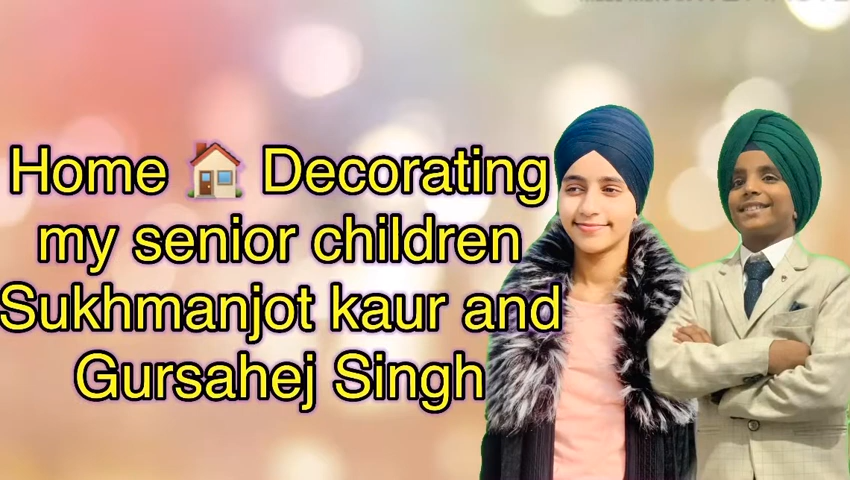 Home 🏠 Decorating
my senior children
Sukhmanjot kaur and
Gursahej Singh